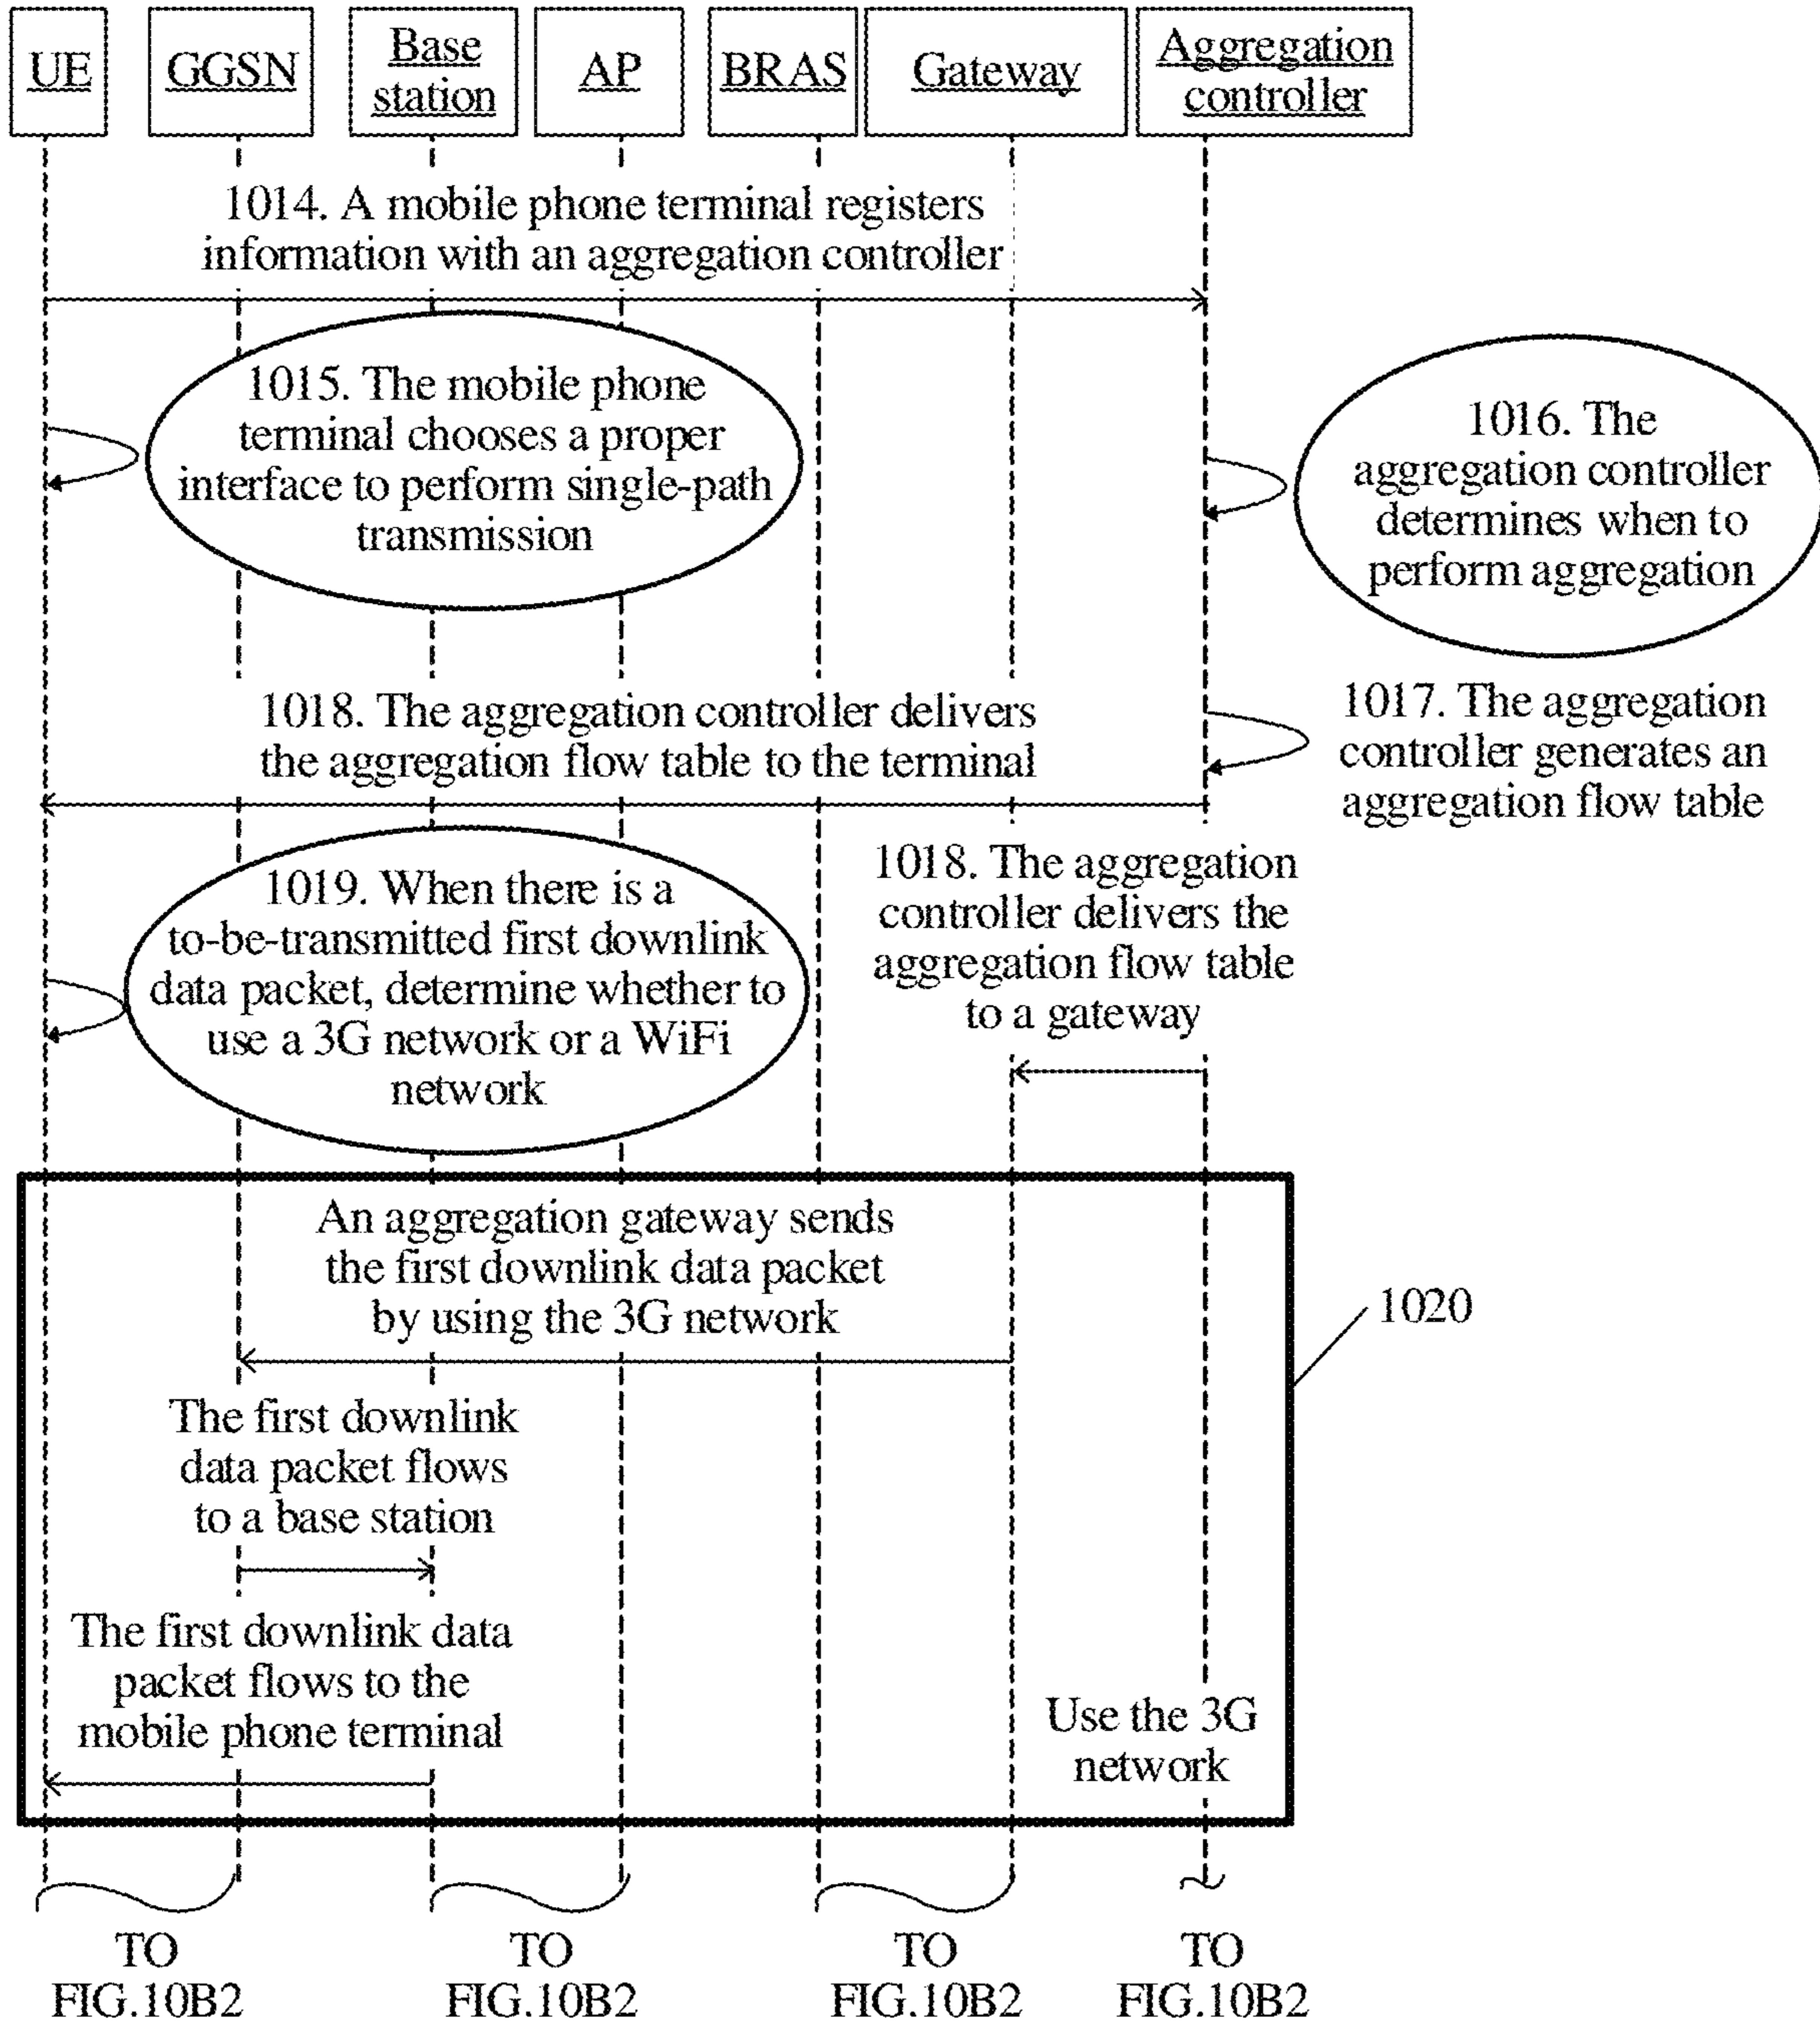 UE
GGSN
Base
station
AP
BRAS
Gateway
Aggregation
controller
1014. A mobile phone terminal registers
information with an aggregation controller
1015. The mobile phone
terminal chooses a proper
interface to perform single-path
transmission
1016. The
aggregation controller
determines when to
perform aggregation
1017. The aggregation
controller generates an
aggregation flow table
1018. The aggregation controller delivers
the aggregation flow table to the terminal
1018. The aggregation
controller delivers the
aggregation flow table
to a gateway
1019. When there is a
to-be-transmitted first downlink
data packet, determine whether to
use a 3G network or a WiFi
network
An aggregation gateway sends
the first downlink data packet
by using the 3G network
1020
The first downlink
data packet flows
to a base station
The first downlink data
packet flows to the
mobile phone terminal
Use the 3G
network
TO
FIG.10B2
TO
FIG.10B2
TO
FIG.10B2
TO
FIG.10B2